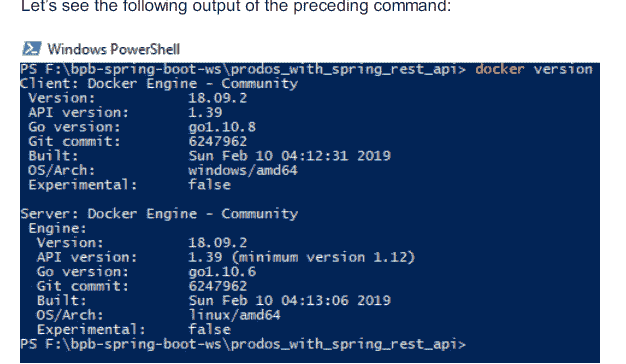 Let's see the following output of the preceding command:
Windows PowerShell
PS F:\bpb-spring-boot-ws\prodos_with_spring_rest_api> docker version
Client: Docker Engine - Community
Version: 18.09.2
API version: 1.39
Go version: go1.10.8
Git commit: 6247962
Built: Sun Feb 10 04:12:31 2019
OS/Arch: windows/amd64
Experimental: false
Server: Docker Engine - Community
Engine:
Version: 18.09.2
API version: 1.39 (minimum version 1.12)
Go version: go1.10.6
Git commit: 6247962
Built: Sun Feb 10 04:13:06 2019
OS/Arch: linux/amd64
Experimental: false
PS F:\bpb-spring-boot-ws\prodos_with_spring_rest_api>